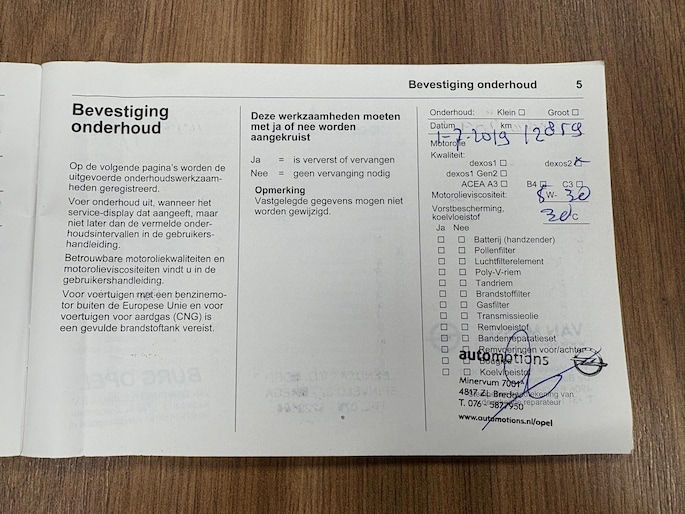 Bevestiging onderhoud 5
Bevestiging
onderhoud
Op de volgende pagina's worden de
uitgevoerde onderhoudswerkzaam-
heden geregistreerd.
Voer onderhoud uit, wanneer het
service-display dat aangeeft, maar
niet later dan de vermelde onder-
houdsintervallen in de gebruikers-
handleiding.
Betrouwbare motoroliekwaliteiten en
motorolieviscositeiten vindt u in de
gebruikershandleiding.
Voor voertuigen met een benzinemo-
tor buiten de Europese Unie en voor
voertuigen voor aardgas (CNG) is
een gevulde brandstoftank vereist.
Deze werkzaamheden moeten
met ja of nee worden
aangekruist
Ja = is ververst of vervangen
Nee = geen vervanging nodig
Opmerking
Vastgelegde gegevens mogen niet
worden gewijzigd.
Onderhoud: Klein ☐ Groot ☐
Datum km
1-7-2019 12859
Motorolie
Kwaliteit:
dexos1 ☐ dexos2 x
dexos1 Gen2 ☐
ACEA A3 ☐ B4 ☐ C3 ☐
Motorolieviscositeit: W- 30
Vorstbescherming,
koelvloeistof 30 °C
Ja Nee
☐ ☐ Batterij (handzender)
☐ ☐ Pollenfilter
☐ ☐ Luchtfilterelement
☐ ☐ Poly-V-riem
☐ ☐ Tandriem
☐ ☐ Brandstoffilter
☐ ☐ Gasfilter
☐ ☐ Transmissieolie
☐ ☐ Remvloeistof
☐ ☐ Bandenreparatieset
☐ ☐ Remvoeringen voor/achter
automotions
☐ ☐ Bougies
☐ ☐ Koelvloeistof
Minervum 7001
4817 ZL Breda
T. 076 - 5877950
www.automotions.nl/opel